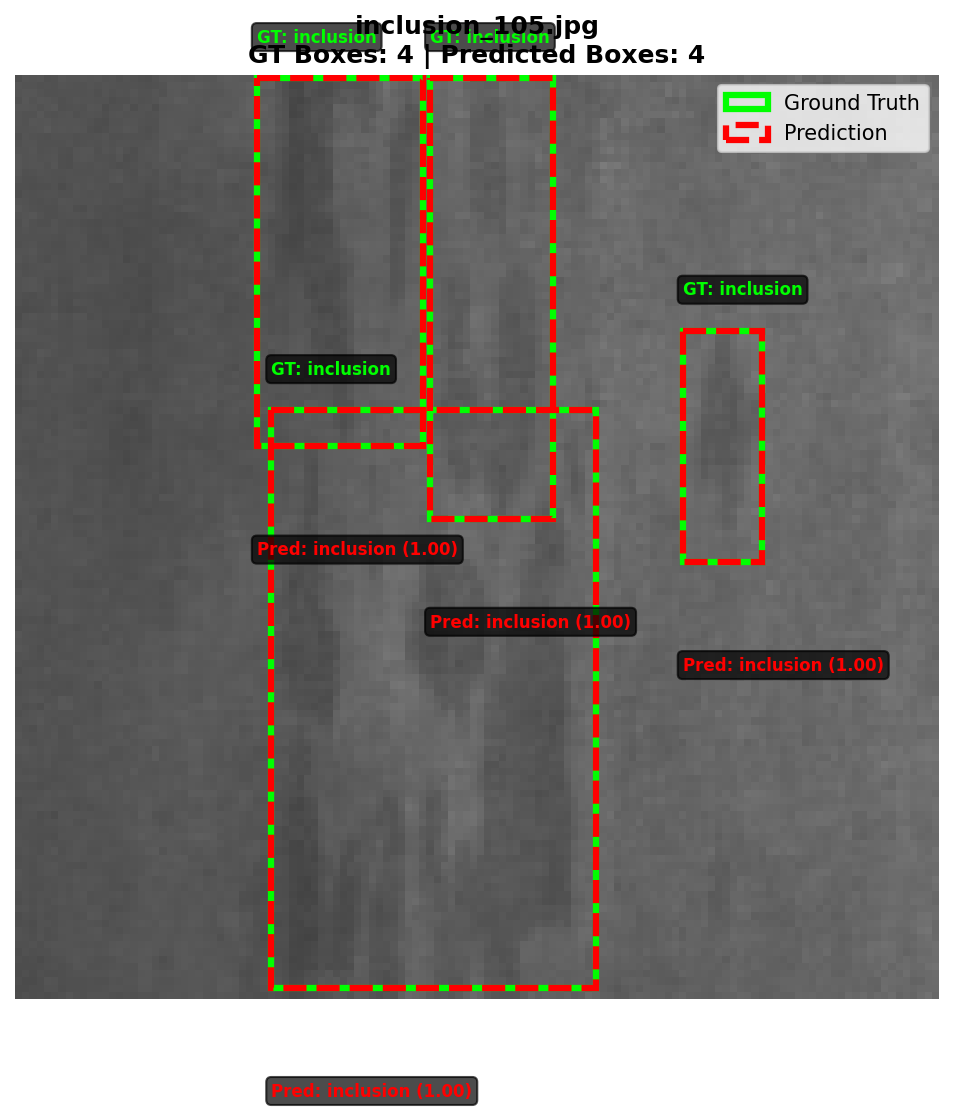 inclusion_105.jpg
GT: inclusion
GT: inclusion
GT Boxes: 4 | Predicted Boxes: 4
Ground Truth
Prediction
GT: inclusion
GT: inclusion
Pred: inclusion (1.00)
Pred: inclusion (1.00)
Pred: inclusion (1.00)
Pred: inclusion (1.00)